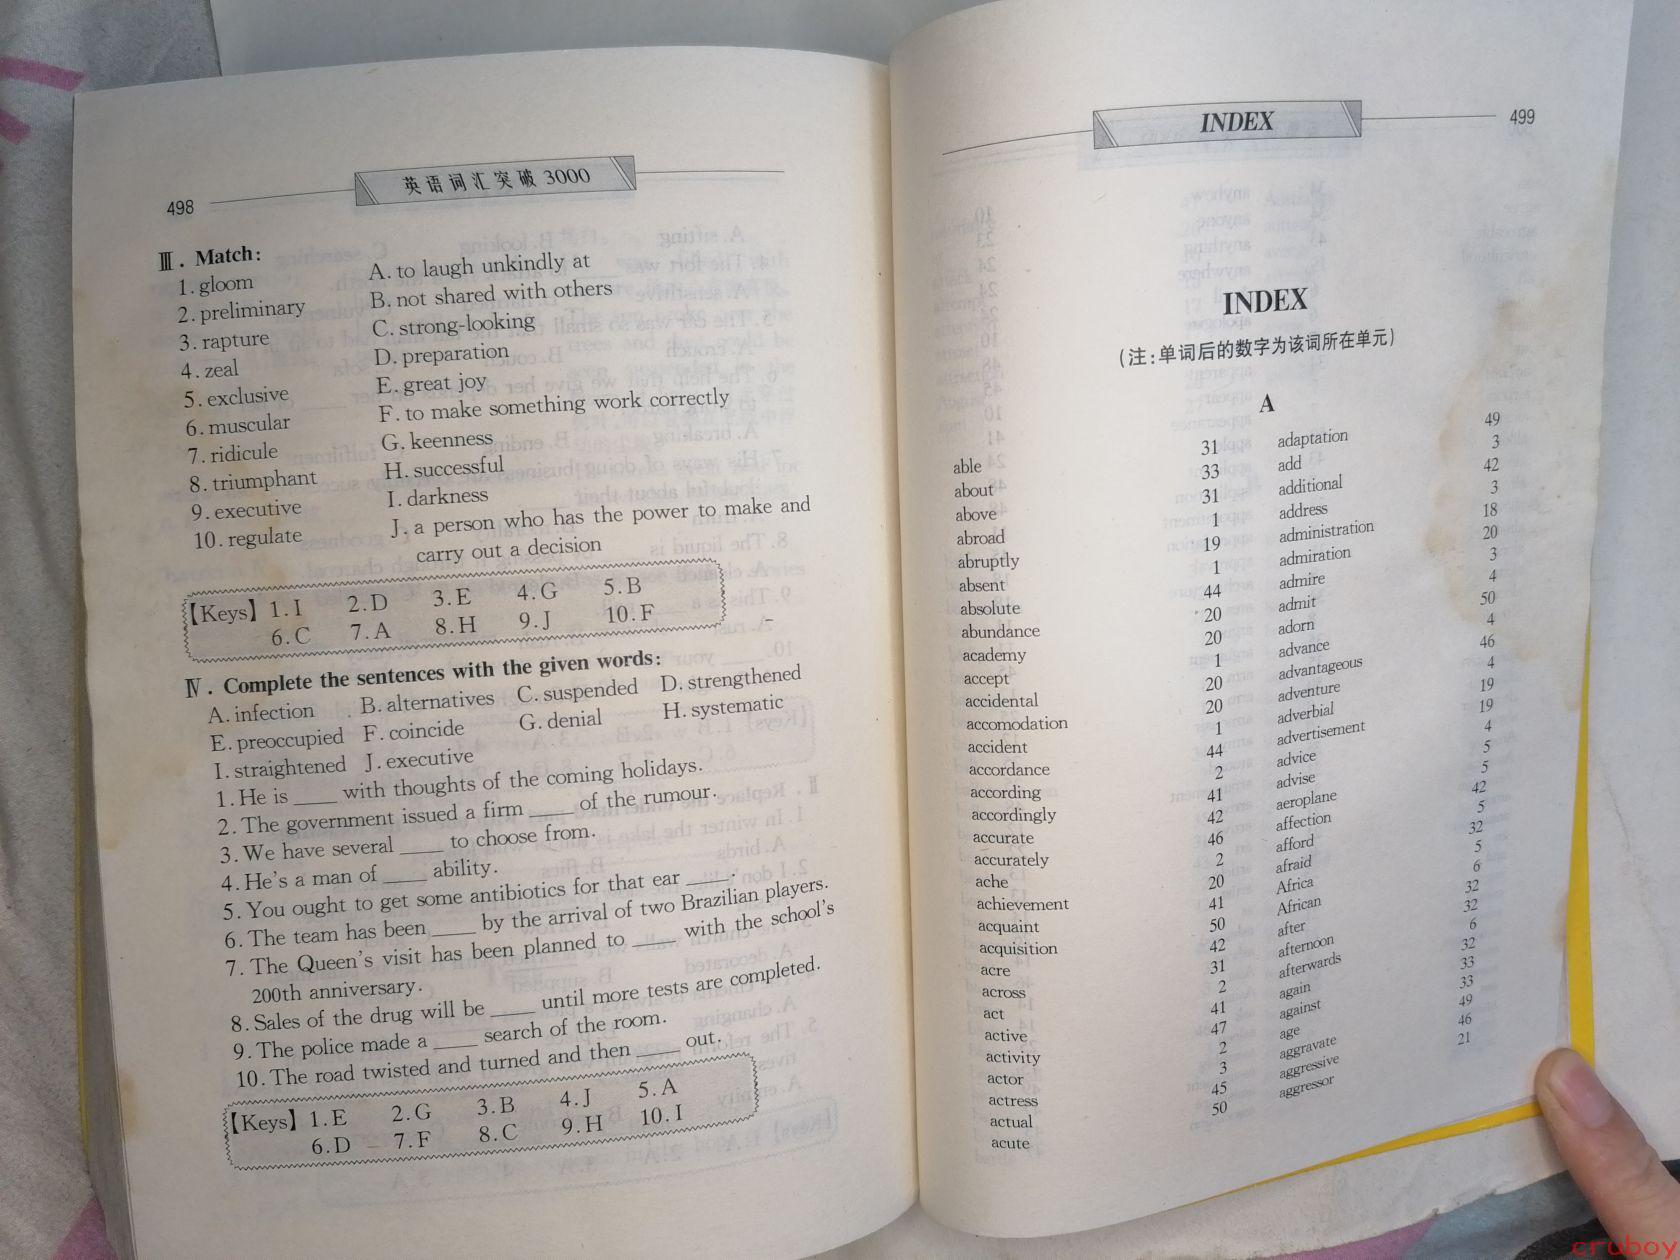 498
英语词汇突破 3000
Ⅲ. Match:
1. gloom A. to laugh unkindly at
2. preliminary B. not shared with others
3. rapture C. strong-looking
4. zeal D. preparation
5. exclusive E. great joy
6. muscular F. to make something work correctly
7. ridicule G. keenness
8. triumphant H. successful
9. executive I. darkness
10. regulate J. a person who has the power to make and
carry out a decision
【Keys】 1. I 2. D 3. E 4. G 5. B
6. C 7. A 8. H 9. J 10. F
Ⅳ. Complete the sentences with the given words:
A. infection B. alternatives C. suspended D. strengthened
E. preoccupied F. coincide G. denial H. systematic
I. straightened J. executive
1. He is ____ with thoughts of the coming holidays.
2. The government issued a firm ____ of the rumour.
3. We have several ____ to choose from.
4. He's a man of ____ ability.
5. You ought to get some antibiotics for that ear ____.
6. The team has been ____ by the arrival of two Brazilian players.
7. The Queen's visit has been planned to ____ with the school's
200th anniversary.
8. Sales of the drug will be ____ until more tests are completed.
9. The police made a ____ search of the room.
10. The road twisted and turned and then ____ out.
【Keys】 1. E 2. G 3. B 4. J 5. A
6. D 7. F 8. C 9. H 10. I
INDEX
499
INDEX
(注:单词后的数字为该词所在单元)
A
able 31
about 33
above 31
abroad 1
abruptly 19
absent 1
absolute 44
abundance 20
academy 20
accept 1
accidental 20
accomodation 20
accident 1
accordance 44
according 2
accordingly 41
accurate 42
accurately 46
ache 2
achievement 20
acquaint 41
acquisition 50
acre 42
across 31
act 2
active 41
activity 47
actor 2
actress 3
actual 45
acute 50
adaptation 49
add 3
additional 42
address 3
administration 18
admiration 20
admire 3
admit 4
adorn 50
advance 4
advantageous 46
adventure 4
adverbial 19
advertisement 19
advice 4
advise 5
aeroplane 5
affection 42
afford 5
afraid 32
Africa 5
African 6
after 32
afternoon 32
afterwards 6
again 32
against 33
age 33
aggravate 49
aggressive 46
aggressor 21
cruboy